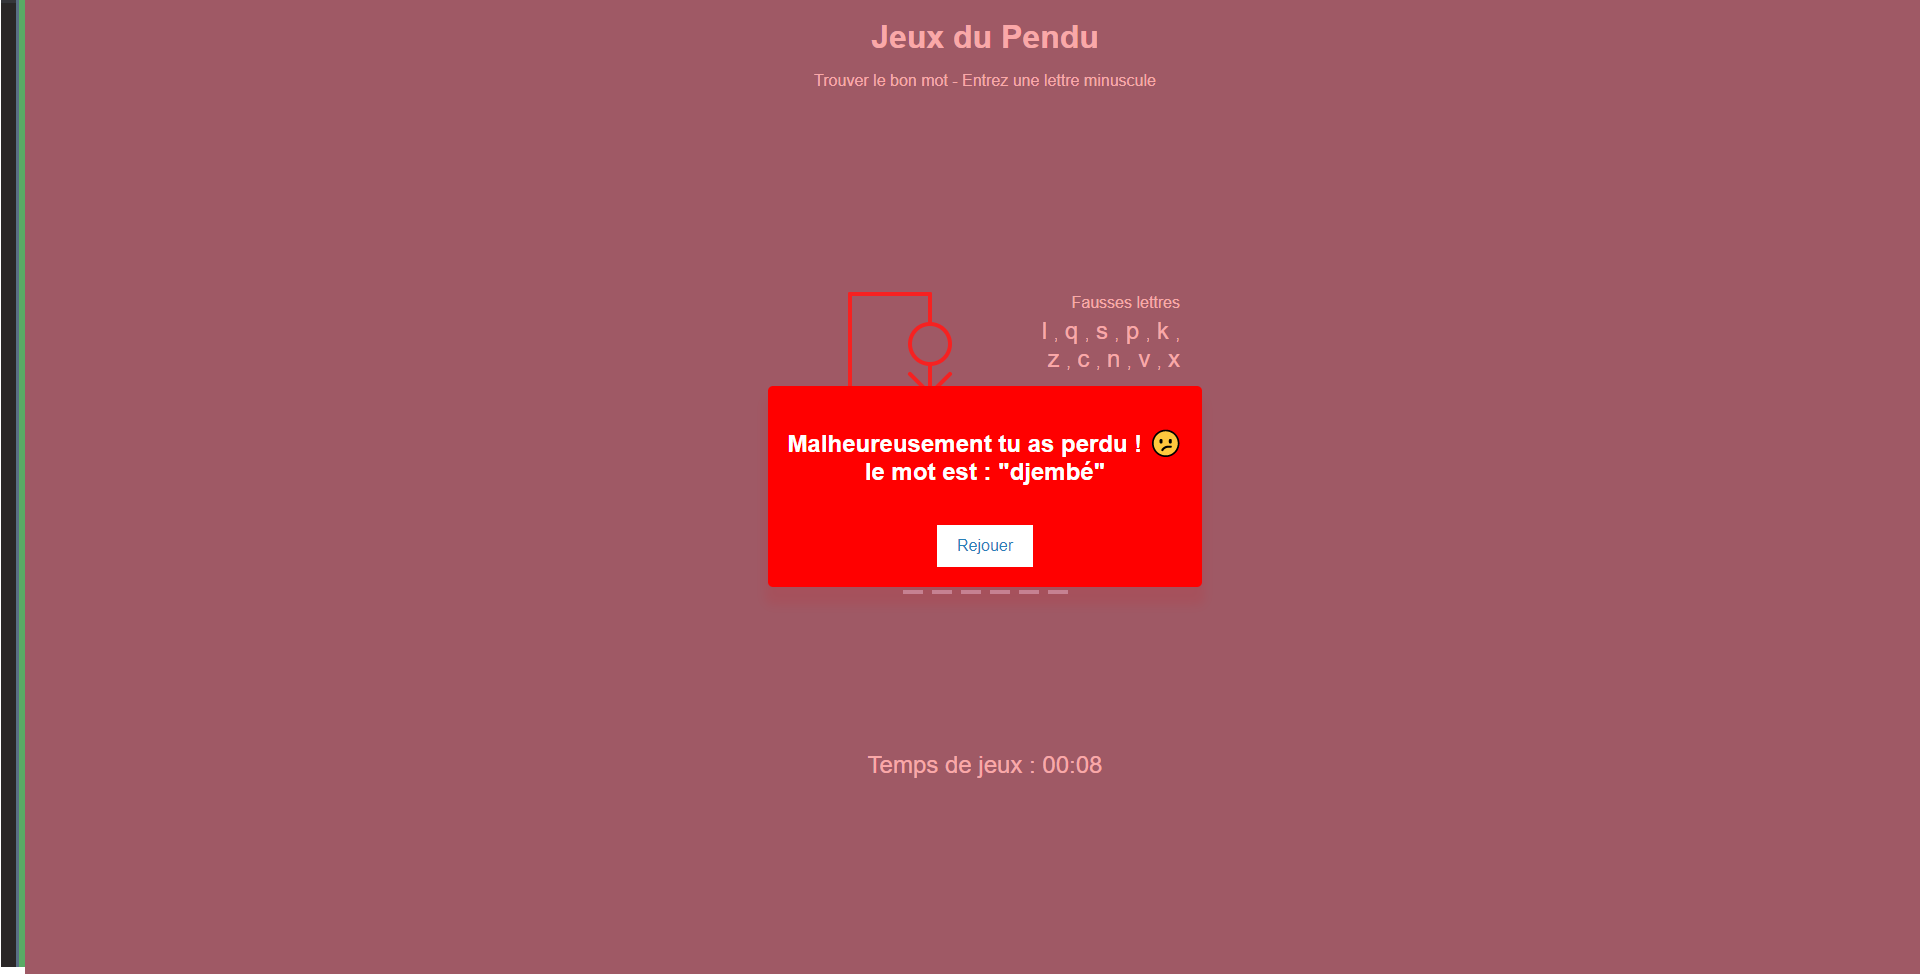 Jeux du Pendu
Trouver le bon mot - Entrez une lettre minuscule
Fausses lettres
l , q , s , p , k ,
z , c , n , v , x
Malheureusement tu as perdu ! 😕
le mot est : "djembé"
Rejouer
Temps de jeux : 00:08